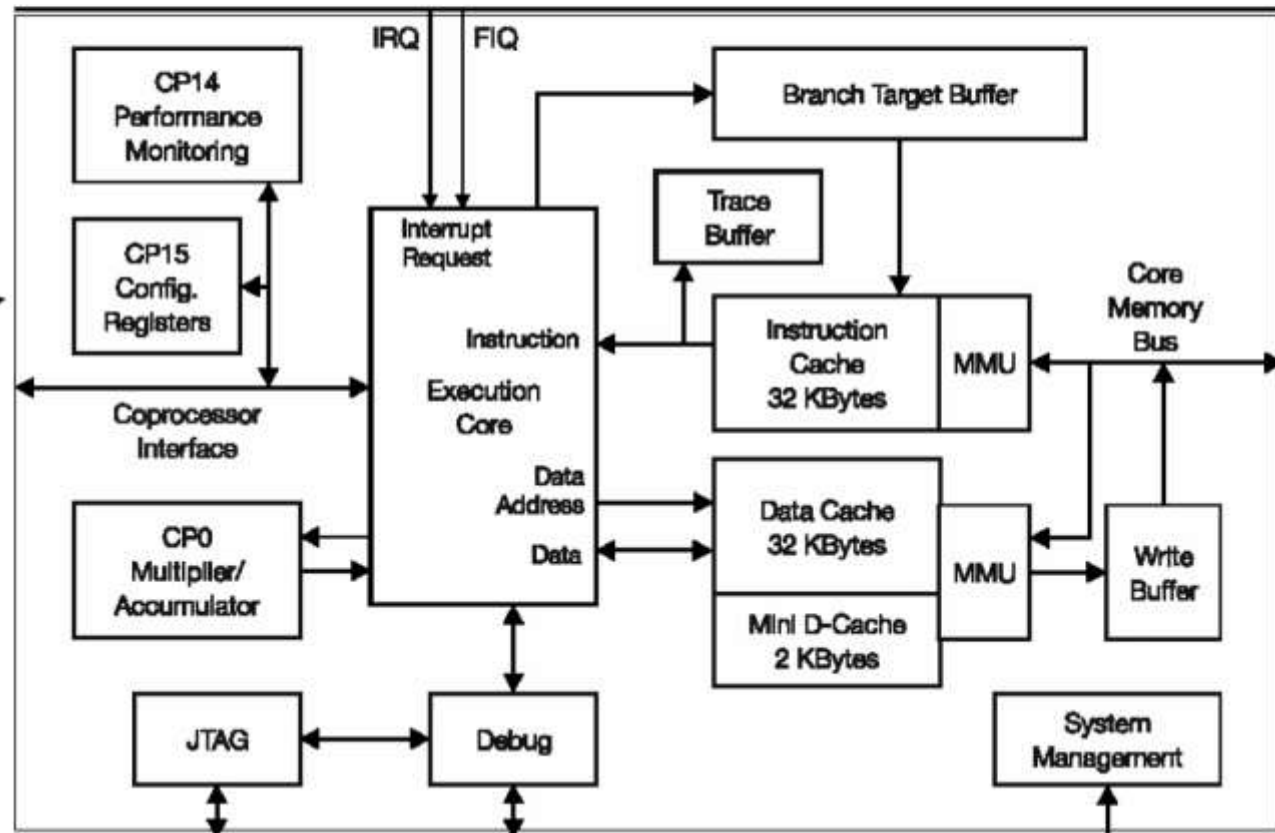 IRQ
FIQ
CP14
Performance
Monitoring
Branch Target Buffer
Trace
Buffer
Interrupt
Request
CP15
Config.
Registers
Core
Memory
Bus
Instruction
Instruction
Cache
32 KBytes
MMU
Execution
Core
Coprocessor
Interface
Data
Address
Data
Data Cache
32 KBytes
MMU
Write
Buffer
CP0
Multiplier/
Accumulator
Mini D-Cache
2 KBytes
JTAG
Debug
System
Management